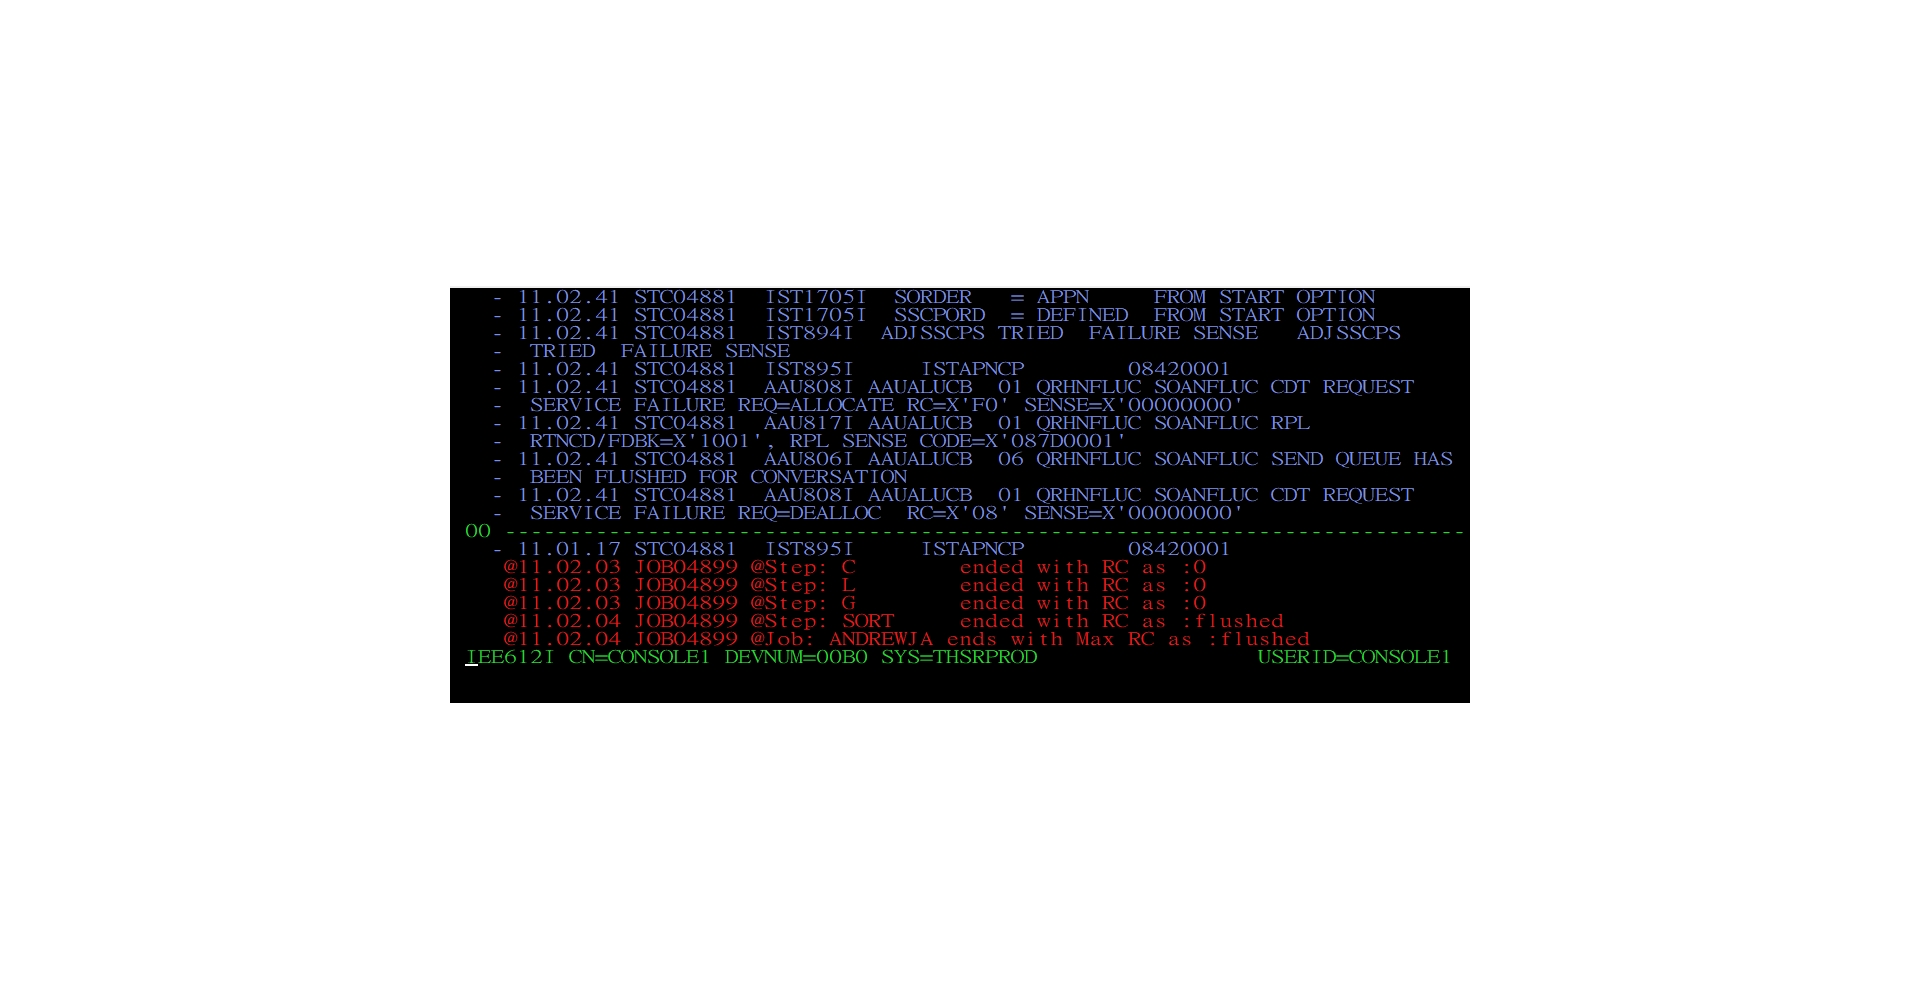 - 11.02.41 STC04881  IST1705I  SORDER   = APPN     FROM START OPTION
- 11.02.41 STC04881  IST1705I  SSCPORD  = DEFINED  FROM START OPTION
- 11.02.41 STC04881  IST894I  ADJSSCPS TRIED  FAILURE SENSE   ADJSSCPS
-  TRIED  FAILURE SENSE
- 11.02.41 STC04881  IST895I     ISTAPNCP        08420001
- 11.02.41 STC04881  AAU808I AAUALUCB  01 QRHNFLUC SOANFLUC CDT REQUEST
-  SERVICE FAILURE REQ=ALLOCATE RC=X'F0' SENSE=X'00000000'
- 11.02.41 STC04881  AAU817I AAUALUCB  01 QRHNFLUC SOANFLUC RPL
-  RTNCD/FDBK=X'1001', RPL SENSE CODE=X'087D0001'
- 11.02.41 STC04881  AAU806I AAUALUCB  06 QRHNFLUC SOANFLUC SEND QUEUE HAS
-  BEEN FLUSHED FOR CONVERSATION
- 11.02.41 STC04881  AAU808I AAUALUCB  01 QRHNFLUC SOANFLUC CDT REQUEST
-  SERVICE FAILURE REQ=DEALLOC  RC=X'08' SENSE=X'00000000'
00 --------------------------------------------------------------------------
- 11.01.17 STC04881  IST895I     ISTAPNCP        08420001
@11.02.03 JOB04899 @Step: C        ended with RC as :0
@11.02.03 JOB04899 @Step: L        ended with RC as :0
@11.02.03 JOB04899 @Step: G        ended with RC as :0
@11.02.04 JOB04899 @Step: SORT     ended with RC as :flushed
@11.02.04 JOB04899 @Job: ANDREWJA ends with Max RC as :flushed
IEE612I CN=CONSOLE1 DEVNUM=00B0 SYS=THSRPROD                 USERID=CONSOLE1